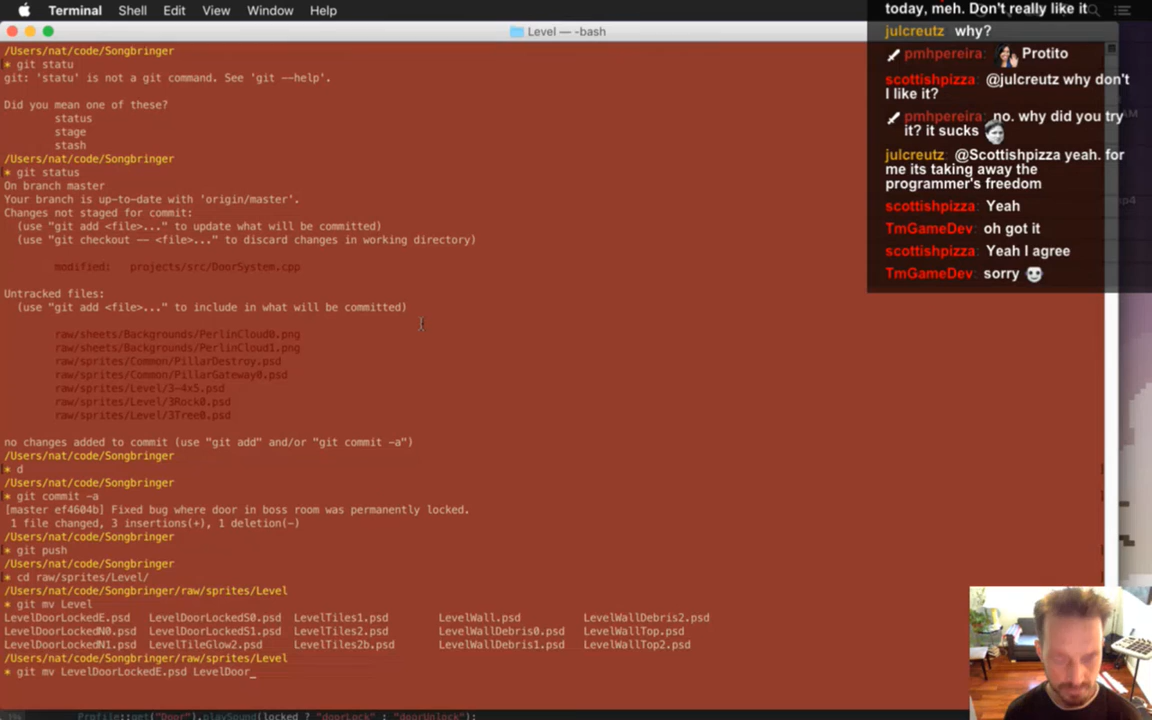 Terminal Shell Edit View Window Help
Level — -bash
/Users/nat/code/Songbringer
* git statu
git: 'statu' is not a git command. See 'git --help'.
Did you mean one of these?
status
stage
stash
/Users/nat/code/Songbringer
* git status
On branch master
Your branch is up-to-date with 'origin/master'.
Changes not staged for commit:
(use "git add <file>..." to update what will be committed)
(use "git checkout -- <file>..." to discard changes in working directory)
modified: projects/src/DoorSystem.cpp
Untracked files:
(use "git add <file>..." to include in what will be committed)
raw/sheets/Backgrounds/PerlinCloud0.png
raw/sheets/Backgrounds/PerlinCloud1.png
raw/sprites/Common/PillarDestroy.psd
raw/sprites/Common/PillarGateway0.psd
raw/sprites/Level/3-4x5.psd
raw/sprites/Level/3Rock0.psd
raw/sprites/Level/3Tree0.psd
no changes added to commit (use "git add" and/or "git commit -a")
/Users/nat/code/Songbringer
* d
/Users/nat/code/Songbringer
* git commit -a
[master ef4604b] Fixed bug where door in boss room was permanently locked.
1 file changed, 3 insertions(+), 1 deletion(-)
/Users/nat/code/Songbringer
* git push
/Users/nat/code/Songbringer
* cd raw/sprites/Level/
/Users/nat/code/Songbringer/raw/sprites/Level
* git mv Level
LevelDoorLockedE.psd LevelDoorLockedS0.psd LevelTiles1.psd LevelWall.psd LevelWallDebris2.psd
LevelDoorLockedN0.psd LevelDoorLockedS1.psd LevelTiles2.psd LevelWallDebris0.psd LevelWallTop.psd
LevelDoorLockedN1.psd LevelTileGlow2.psd LevelTiles2b.psd LevelWallDebris1.psd LevelWallTop2.psd
/Users/nat/code/Songbringer/raw/sprites/Level
* git mv LevelDoorLockedE.psd LevelDoor_
Profile::get("Door").playSound(locked ? "doorLock" : "doorUnlock");
today, meh. Don't really like it
julcreutz why?
pmhpereira: Protito
scottishpizza: @julcreutz why don't
I like it?
pmhpereira: no. why did you try
it? it sucks
julcreutz @Scottishpizza yeah. for
me its taking away the
programmer's freedom
scottishpizza: Yeah
TmGameDev: oh got it
scottishpizza: Yeah I agree
TmGameDev: sorry